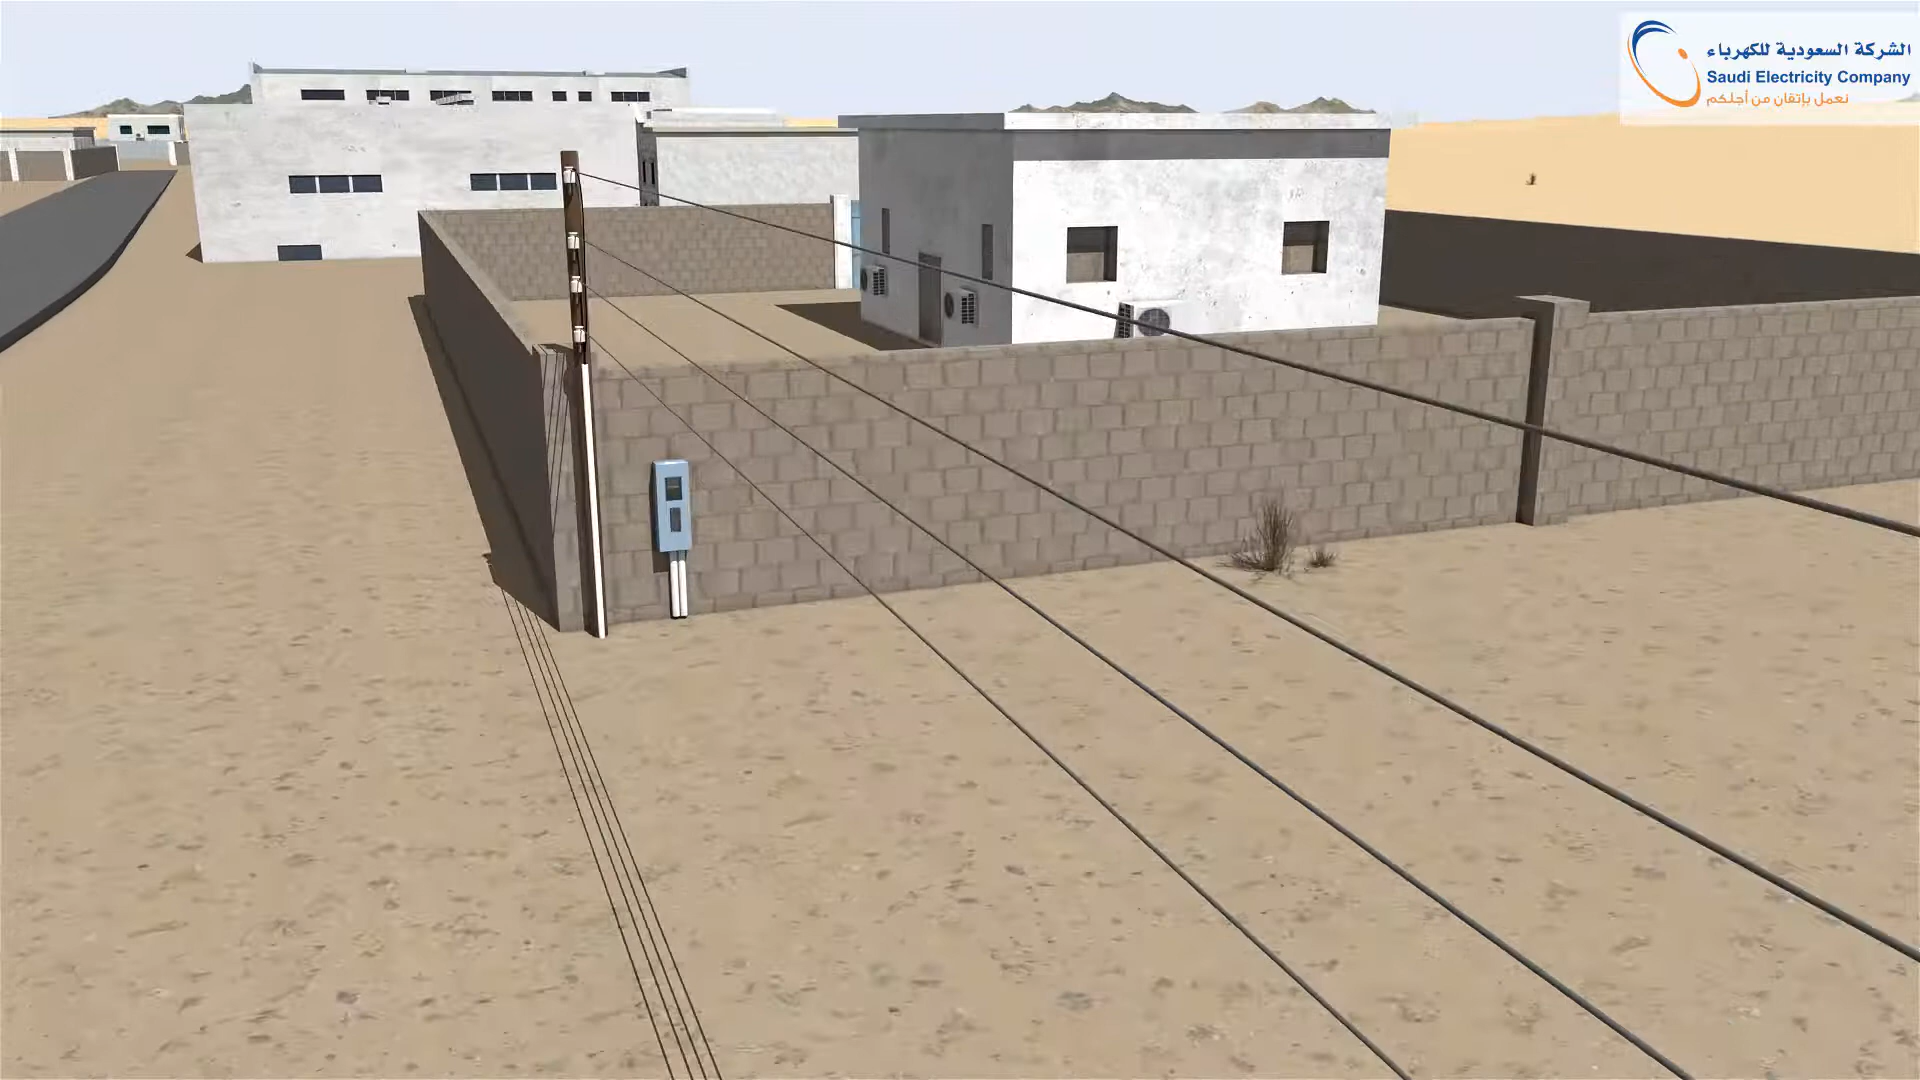 الشركة السعودية للكهرباء
Saudi Electricity Company
نعمل بإتقان من أجلكم